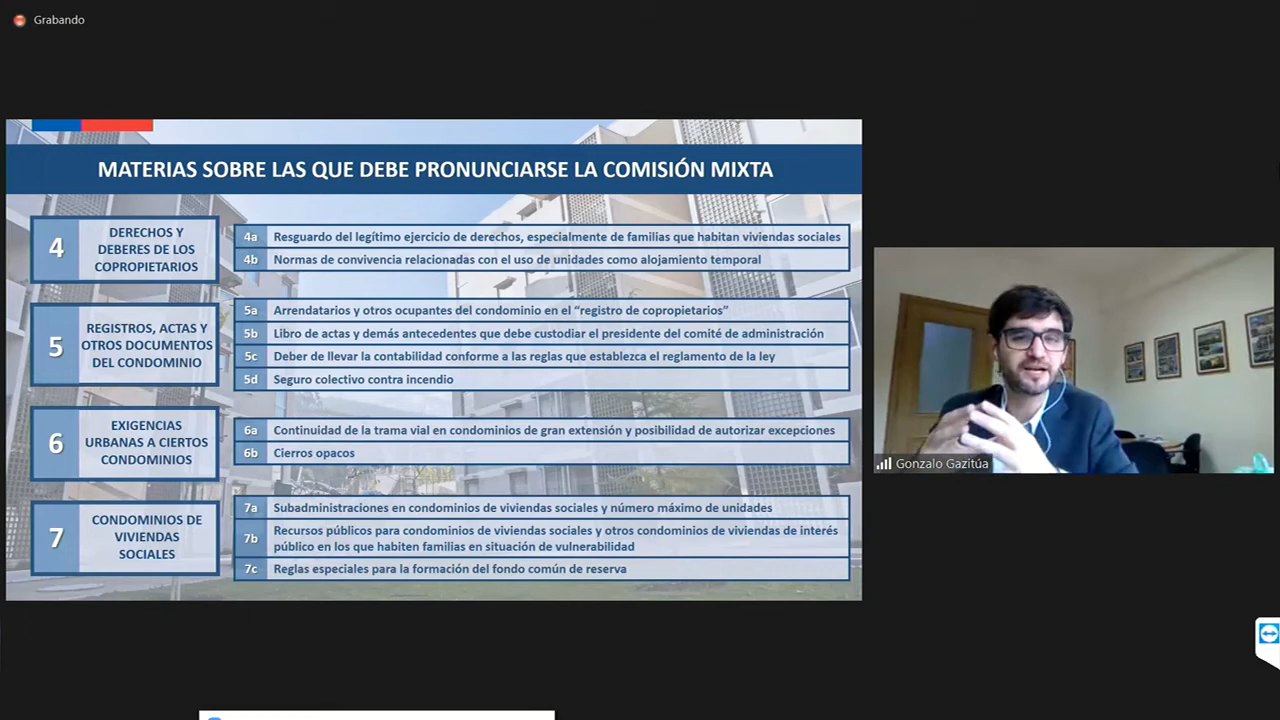 Grabando
MATERIAS SOBRE LAS QUE DEBE PRONUNCIARSE LA COMISIÓN MIXTA
4
DERECHOS Y
DEBERES DE LOS
COPROPIETARIOS
4a Resguardo del legítimo ejercicio de derechos, especialmente de familias que habitan viviendas sociales
4b Normas de convivencia relacionadas con el uso de unidades como alojamiento temporal
5
REGISTROS, ACTAS Y
OTROS DOCUMENTOS
DEL CONDOMINIO
5a Arrendatarios y otros ocupantes del condominio en el “registro de copropietarios”
5b Libro de actas y demás antecedentes que debe custodiar el presidente del comité de administración
5c Deber de llevar la contabilidad conforme a las reglas que establezca el reglamento de la ley
5d Seguro colectivo contra incendio
6
EXIGENCIAS
URBANAS A CIERTOS
CONDOMINIOS
6a Continuidad de la trama vial en condominios de gran extensión y posibilidad de autorizar excepciones
6b Cierros opacos
7
CONDOMINIOS DE
VIVIENDAS
SOCIALES
7a Subadministraciones en condominios de viviendas sociales y número máximo de unidades
7b Recursos públicos para condominios de viviendas sociales y otros condominios de viviendas de interés
público en los que habiten familias en situación de vulnerabilidad
7c Reglas especiales para la formación del fondo común de reserva
Gonzalo Gazitúa